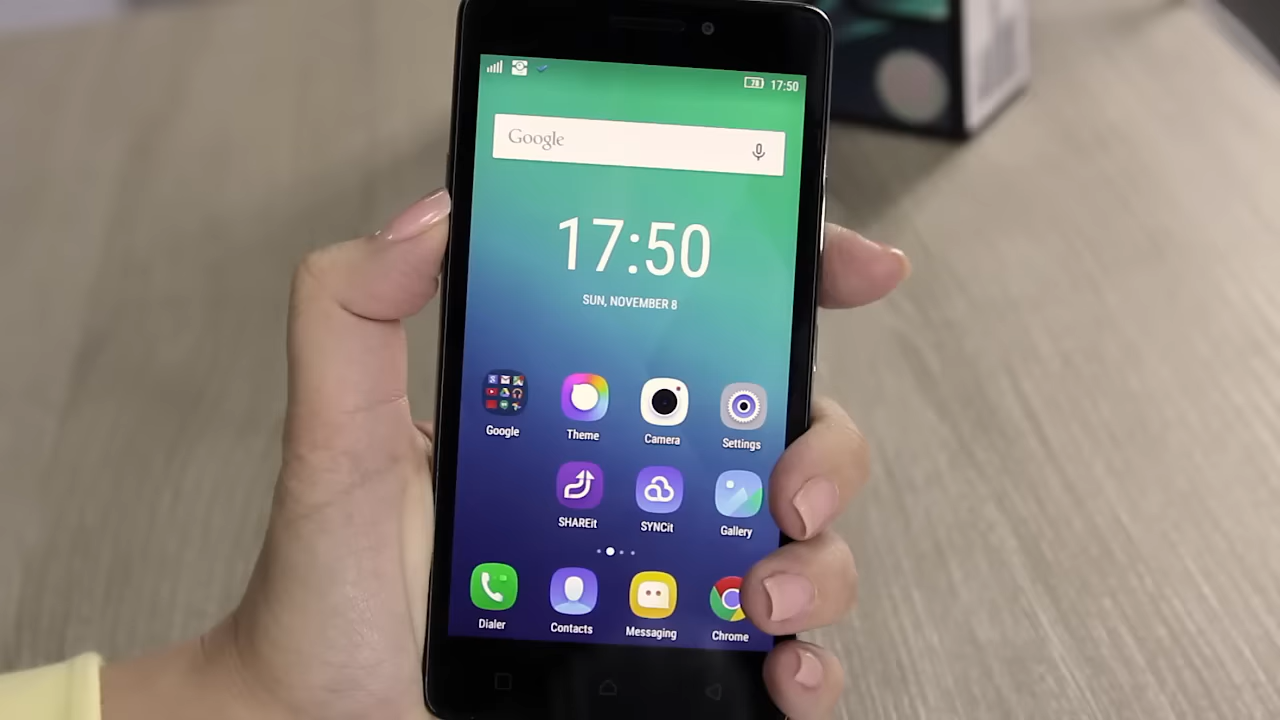 78 17:50
Google
17:50
SUN, NOVEMBER 8
Google Theme Camera Settings
SHAREit SYNCit Gallery
Dialer Contacts Messaging Chrome